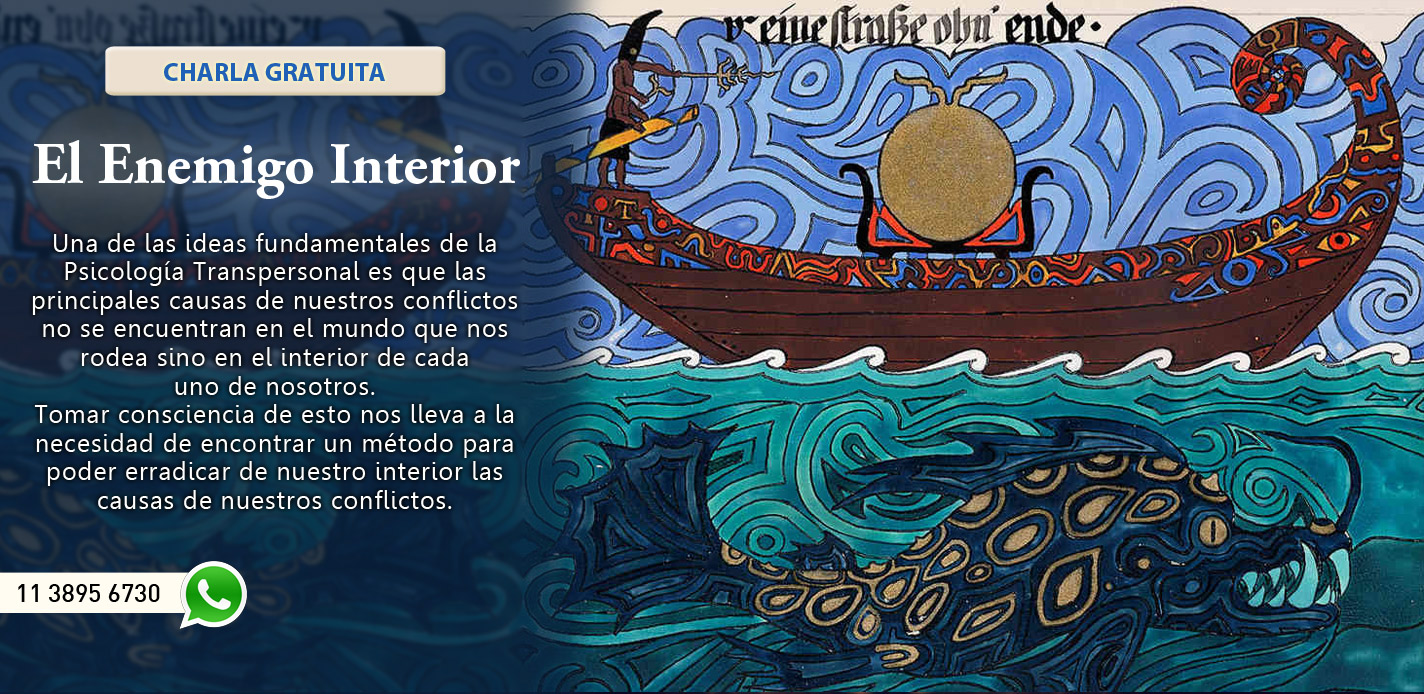 v̄ eine ſtraße ohn' ende·
CHARLA GRATUITA
El Enemigo Interior
Una de las ideas fundamentales de la
Psicología Transpersonal es que las
principales causas de nuestros conflictos
no se encuentran en el mundo que nos
rodea sino en el interior de cada
uno de nosotros.
Tomar consciencia de esto nos lleva a la
necesidad de encontrar un método para
poder erradicar de nuestro interior las
causas de nuestros conflictos.
11 3895 6730